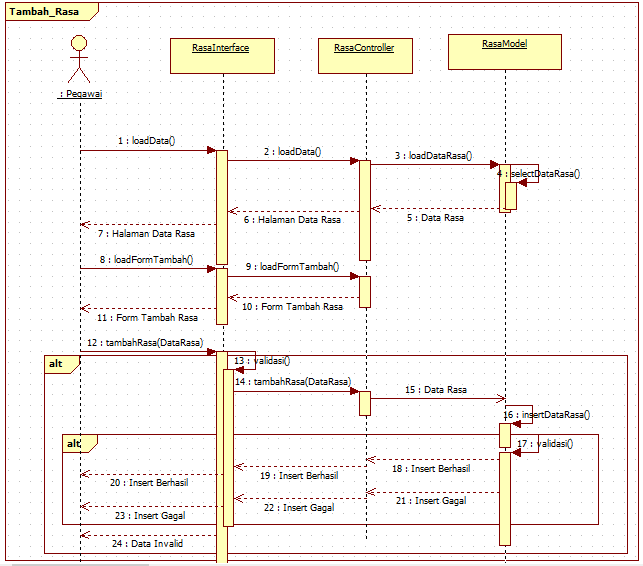 Tambah_Rasa
RasaInterface
RasaController
RasaModel
: Pegawai
1 : loadData()
2 : loadData()
3 : loadDataRasa()
4 : selectDataRasa()
5 : Data Rasa
6 : Halaman Data Rasa
7 : Halaman Data Rasa
8 : loadFormTambah()
9 : loadFormTambah()
10 : Form Tambah Rasa
11 : Form Tambah Rasa
12 : tambahRasa(DataRasa)
alt
13 : validasi()
14 : tambahRasa(DataRasa)
15 : Data Rasa
16 : insertDataRasa()
alt
17 : validasi()
18 : Insert Berhasil
19 : Insert Berhasil
20 : Insert Berhasil
21 : Insert Gagal
22 : Insert Gagal
23 : Insert Gagal
24 : Data Invalid